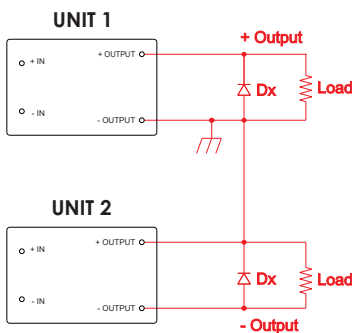 UNIT 1
+ Output
+ OUTPUT
+ IN
Dx
Load
- IN
- OUTPUT
UNIT 2
+ OUTPUT
+ IN
Dx
Load
- IN
- OUTPUT
- Output